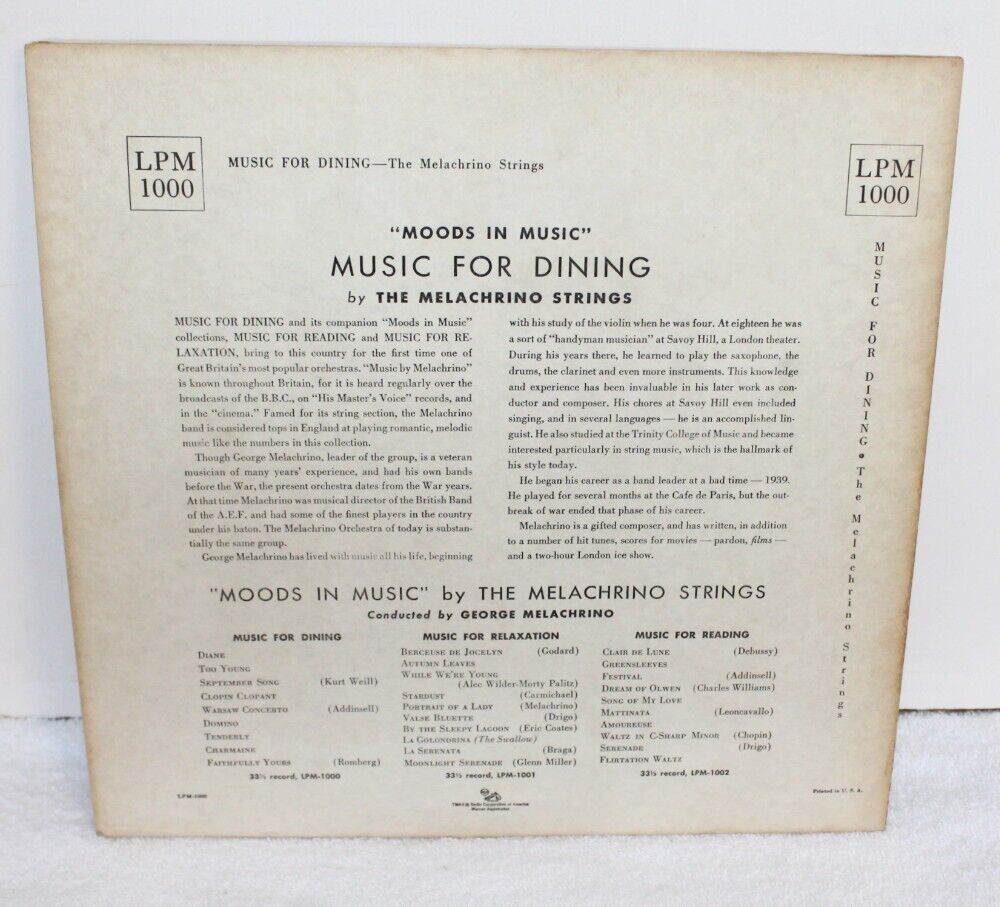 LPM
1000
MUSIC FOR DINING—The Melachrino Strings
LPM
1000
"MOODS IN MUSIC"
MUSIC FOR DINING
by THE MELACHRINO STRINGS
MUSIC FOR DINING and its companion "Moods in Music"
collections, MUSIC FOR READING and MUSIC FOR RE-
LAXATION, bring to this country for the first time one of
Great Britain's most popular orchestras. "Music by Melachrino"
is known throughout Britain, for it is heard regularly over the
broadcasts of the B.B.C., on "His Master's Voice" records, and
in the "cinema." Famed for its string section, the Melachrino
band is considered tops in England at playing romantic, melodic
music like the numbers in this collection.
Though George Melachrino, leader of the group, is a veteran
musician of many years' experience, and had his own bands
before the War, the present orchestra dates from the War years.
At that time Melachrino was musical director of the British Band
of the A.E.F. and had some of the finest players in the country
under his baton. The Melachrino Orchestra of today is substan-
tially the same group.
George Melachrino has lived with music all his life, beginning
with his study of the violin when he was four. At eighteen he was
a sort of "handyman musician" at Savoy Hill, a London theater.
During his years there, he learned to play the saxophone, the
drums, the clarinet and even more instruments. This knowledge
and experience has been invaluable in his later work as con-
ductor and composer. His chores at Savoy Hill even included
singing, and in several languages — he is an accomplished lin-
guist. He also studied at the Trinity College of Music and became
interested particularly in string music, which is the hallmark of
his style today.
He began his career as a band leader at a bad time — 1939.
He played for several months at the Cafe de Paris, but the out-
break of war ended that phase of his career.
Melachrino is a gifted composer, and has written, in addition
to a number of hit tunes, scores for movies — pardon, films —
and a two-hour London ice show.
MUSIC FOR DINING • The Melachrino Strings
"MOODS IN MUSIC" by THE MELACHRINO STRINGS
Conducted by GEORGE MELACHRINO
MUSIC FOR DINING
DIANE
TOO YOUNG
SEPTEMBER SONG (Kurt Weill)
CLOPIN CLOPANT
WARSAW CONCERTO (Addinsell)
DOMINO
TENDERLY
CHARMAINE
FAITHFULLY YOURS (Romberg)
33⅓ record, LPM-1000
MUSIC FOR RELAXATION
BERCEUSE DE JOCELYN (Godard)
AUTUMN LEAVES
WHILE WE'RE YOUNG
(Alec Wilder-Morty Palitz)
STARDUST (Carmichael)
PORTRAIT OF A LADY (Melachrino)
VALSE BLUETTE (Drigo)
BY THE SLEEPY LAGOON (Eric Coates)
LA GOLONDRINA (The Swallow)
LA SERENATA (Braga)
MOONLIGHT SERENADE (Glenn Miller)
33⅓ record, LPM-1001
MUSIC FOR READING
CLAIR DE LUNE (Debussy)
GREENSLEEVES
FESTIVAL (Addinsell)
DREAM OF OLWEN (Charles Williams)
SONG OF MY LOVE
MATTINATA (Leoncavallo)
AMOUREUSE
WALTZ IN C-SHARP MINOR (Chopin)
SERENADE (Drigo)
FLIRTATION WALTZ
33⅓ record, LPM-1002
LPM-1000
TMKS ® Radio Corporation of America
Marcas Registradas
Printed in U. S. A.